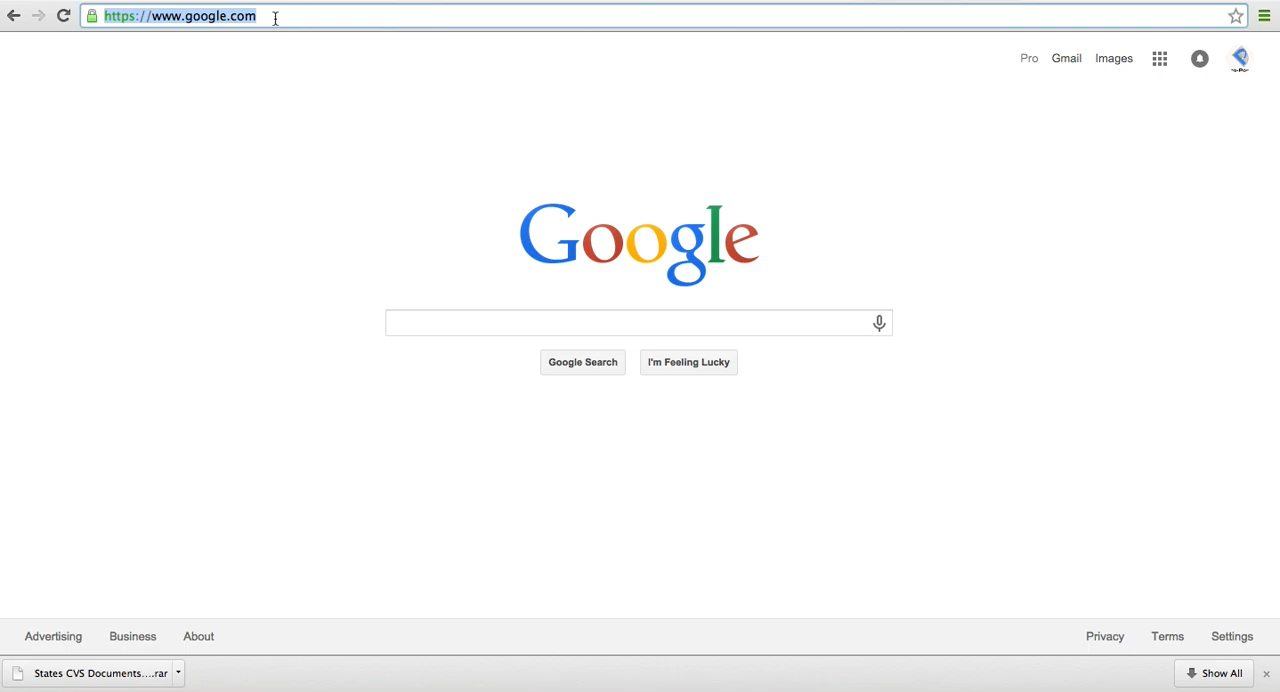 https://www.google.com
Pro Gmail Images
Google
Google Search I'm Feeling Lucky
Advertising Business About Privacy Terms Settings
States CVS Documents....rar Show All